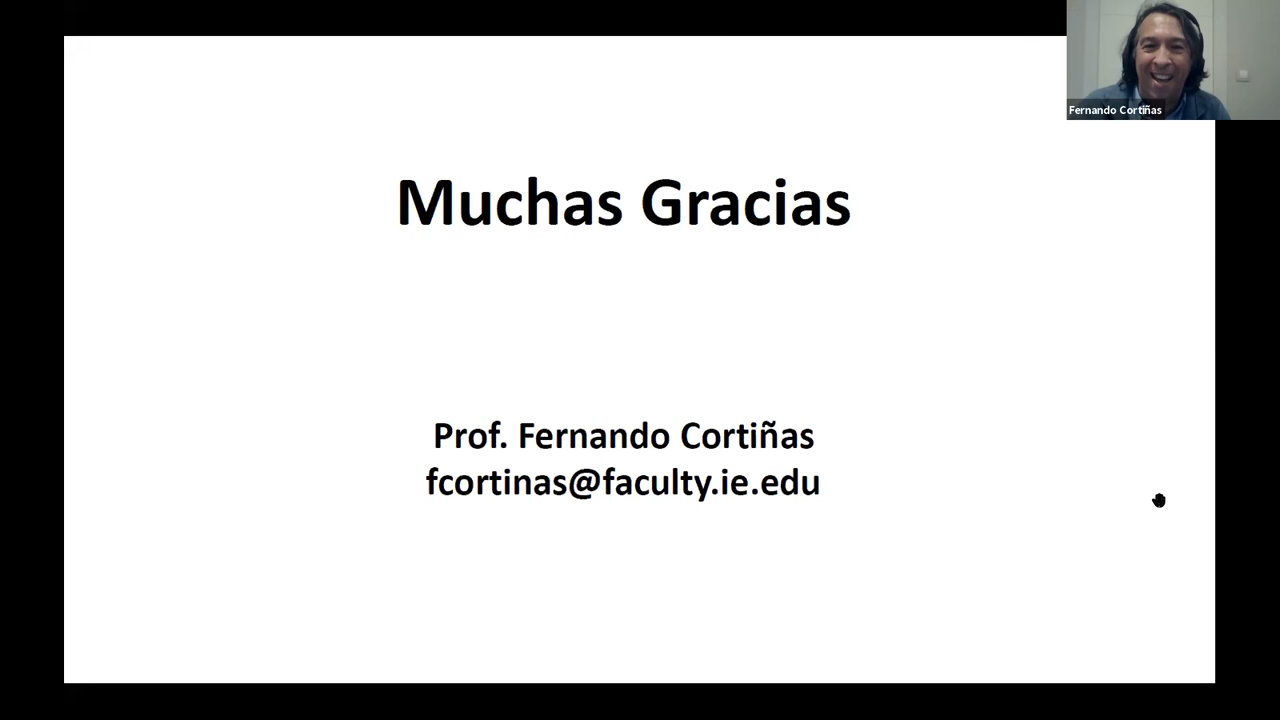 Fernando Cortiñas
Muchas Gracias
Prof. Fernando Cortiñas
fcortinas@faculty.ie.edu